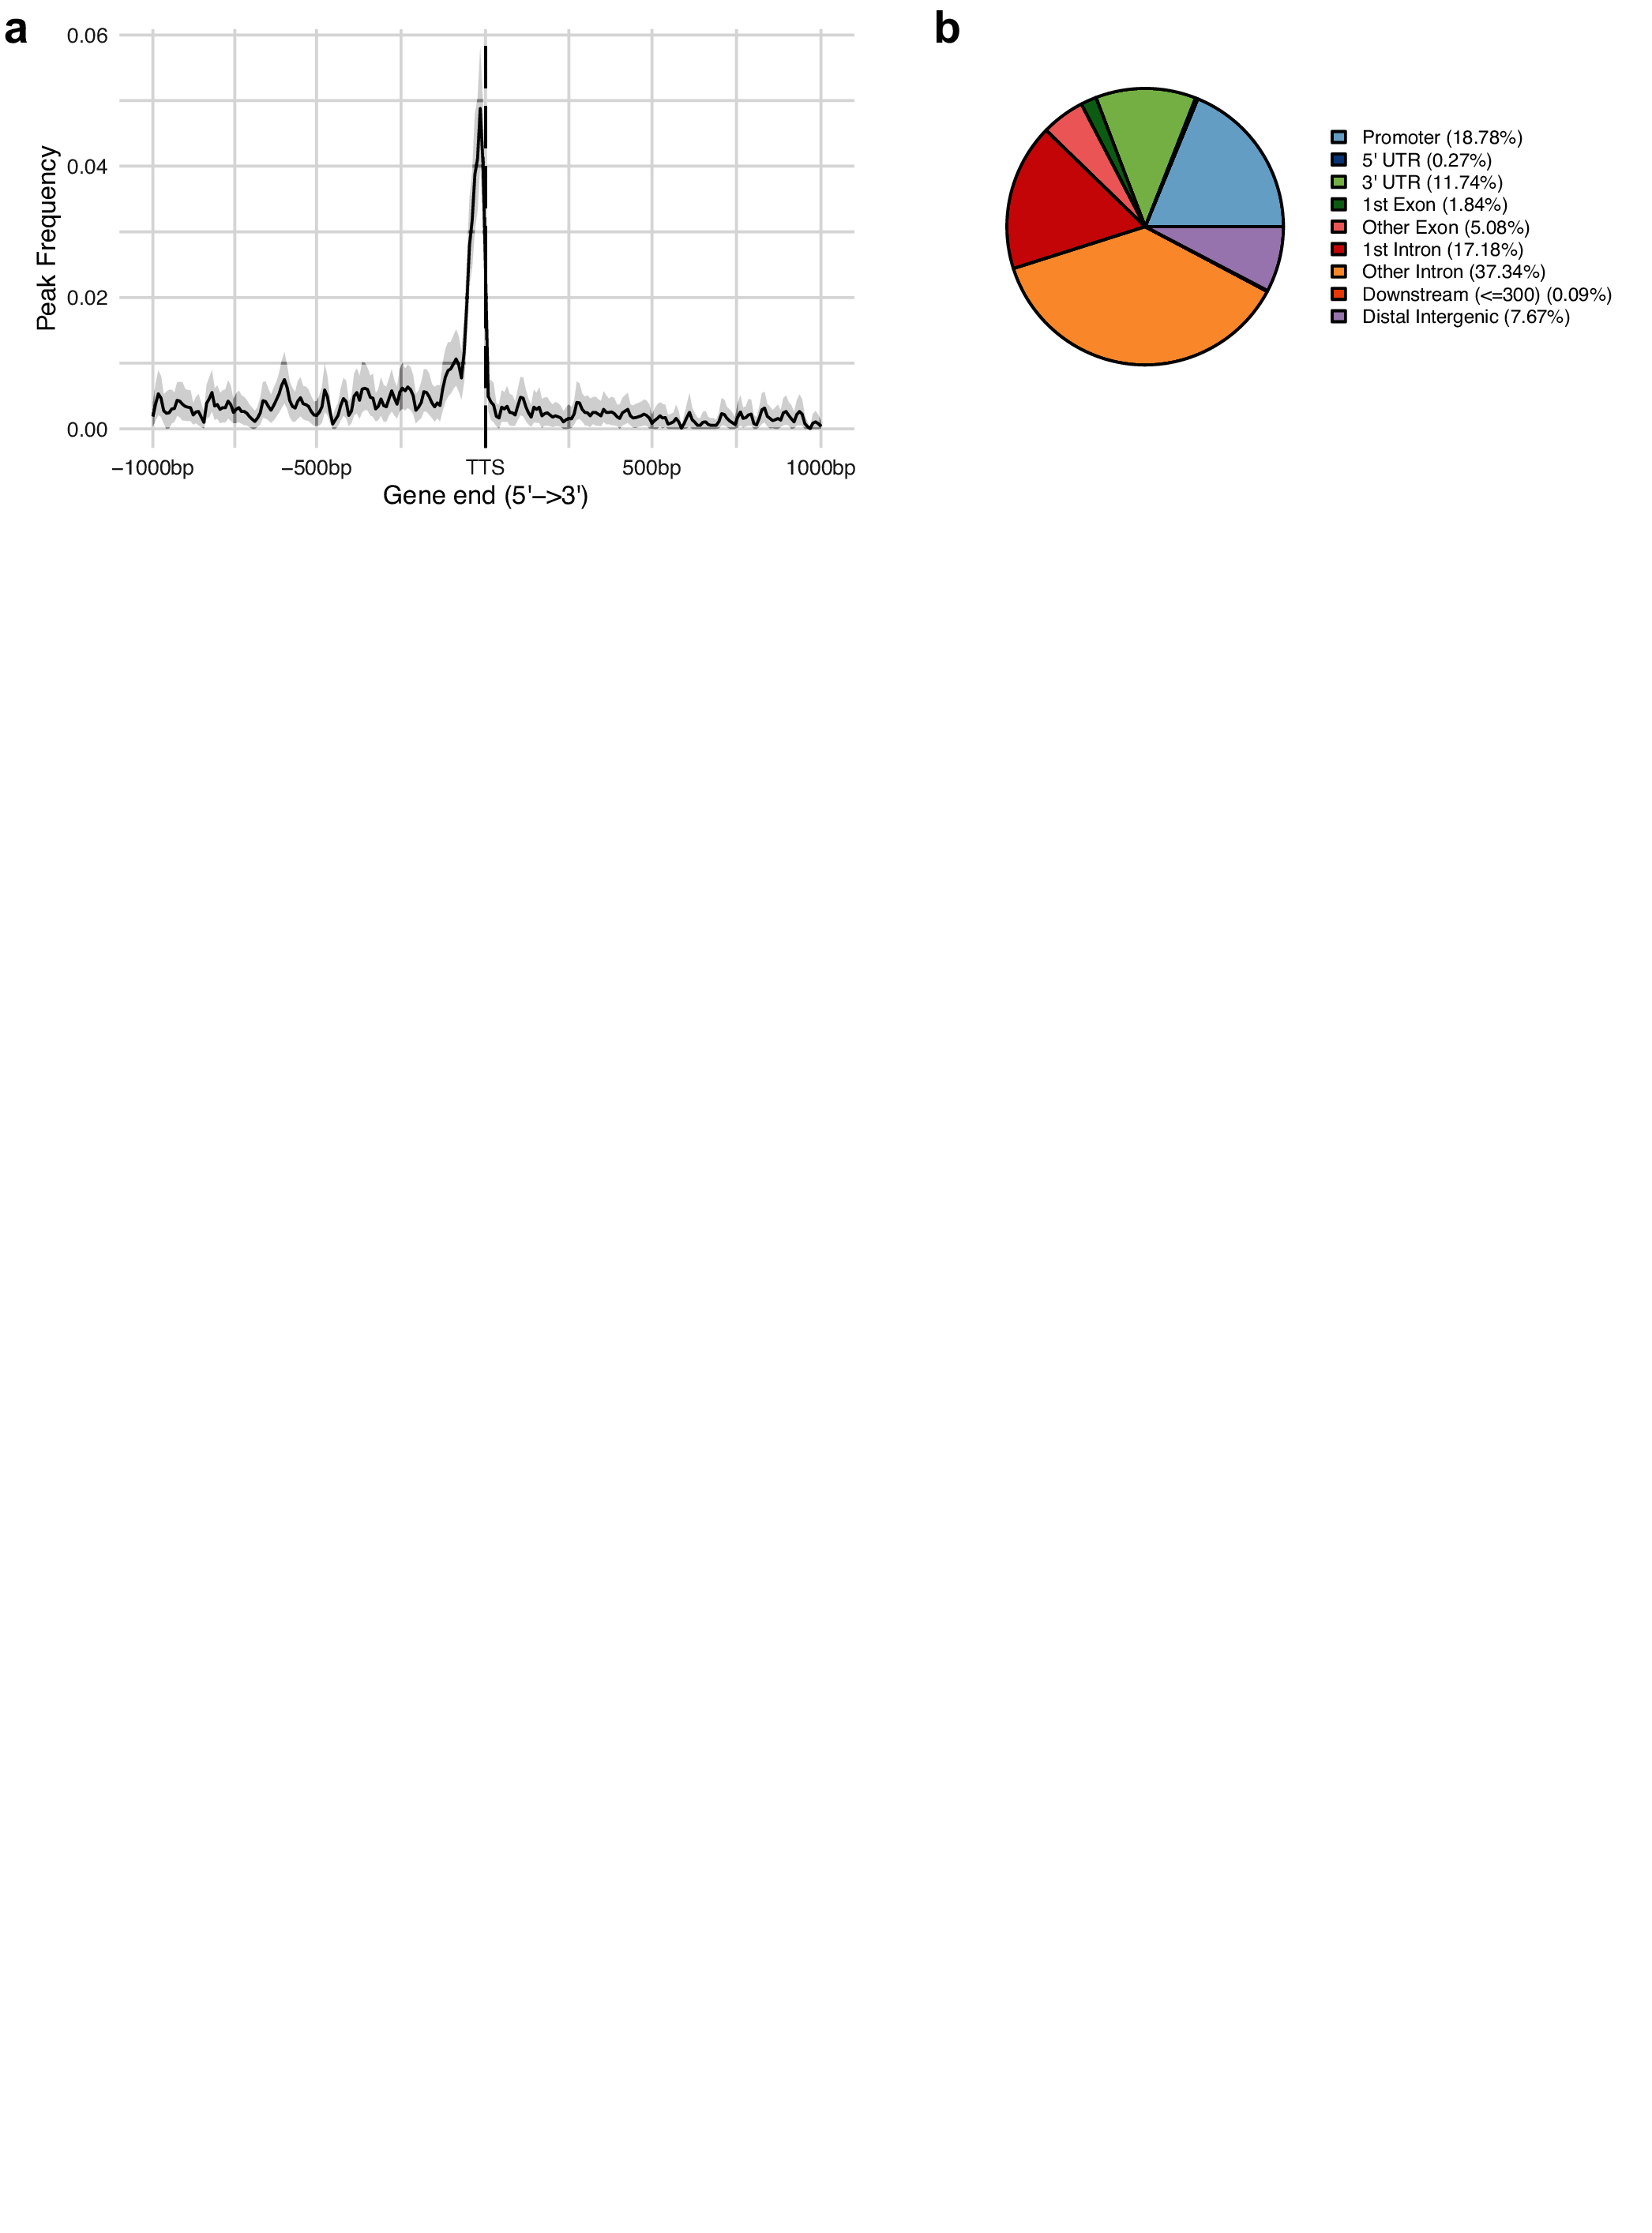 a
0.06
0.04
0.02
0.00
Peak Frequency
−1000bp
−500bp
TTS
500bp
1000bp
Gene end (5'−>3')
b
Promoter (18.78%)
5' UTR (0.27%)
3' UTR (11.74%)
1st Exon (1.84%)
Other Exon (5.08%)
1st Intron (17.18%)
Other Intron (37.34%)
Downstream (<=300) (0.09%)
Distal Intergenic (7.67%)